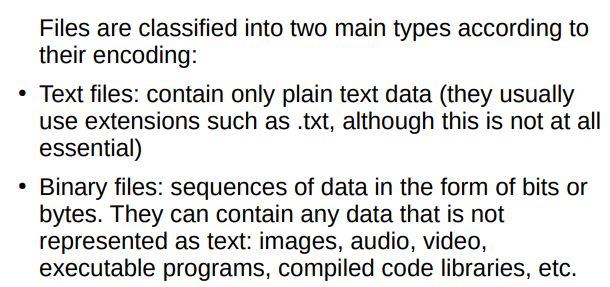 Files are classified into two main types according to
their encoding:
• Text files: contain only plain text data (they usually
use extensions such as .txt, although this is not at all
essential)
• Binary files: sequences of data in the form of bits or
bytes. They can contain any data that is not
represented as text: images, audio, video,
executable programs, compiled code libraries, etc.